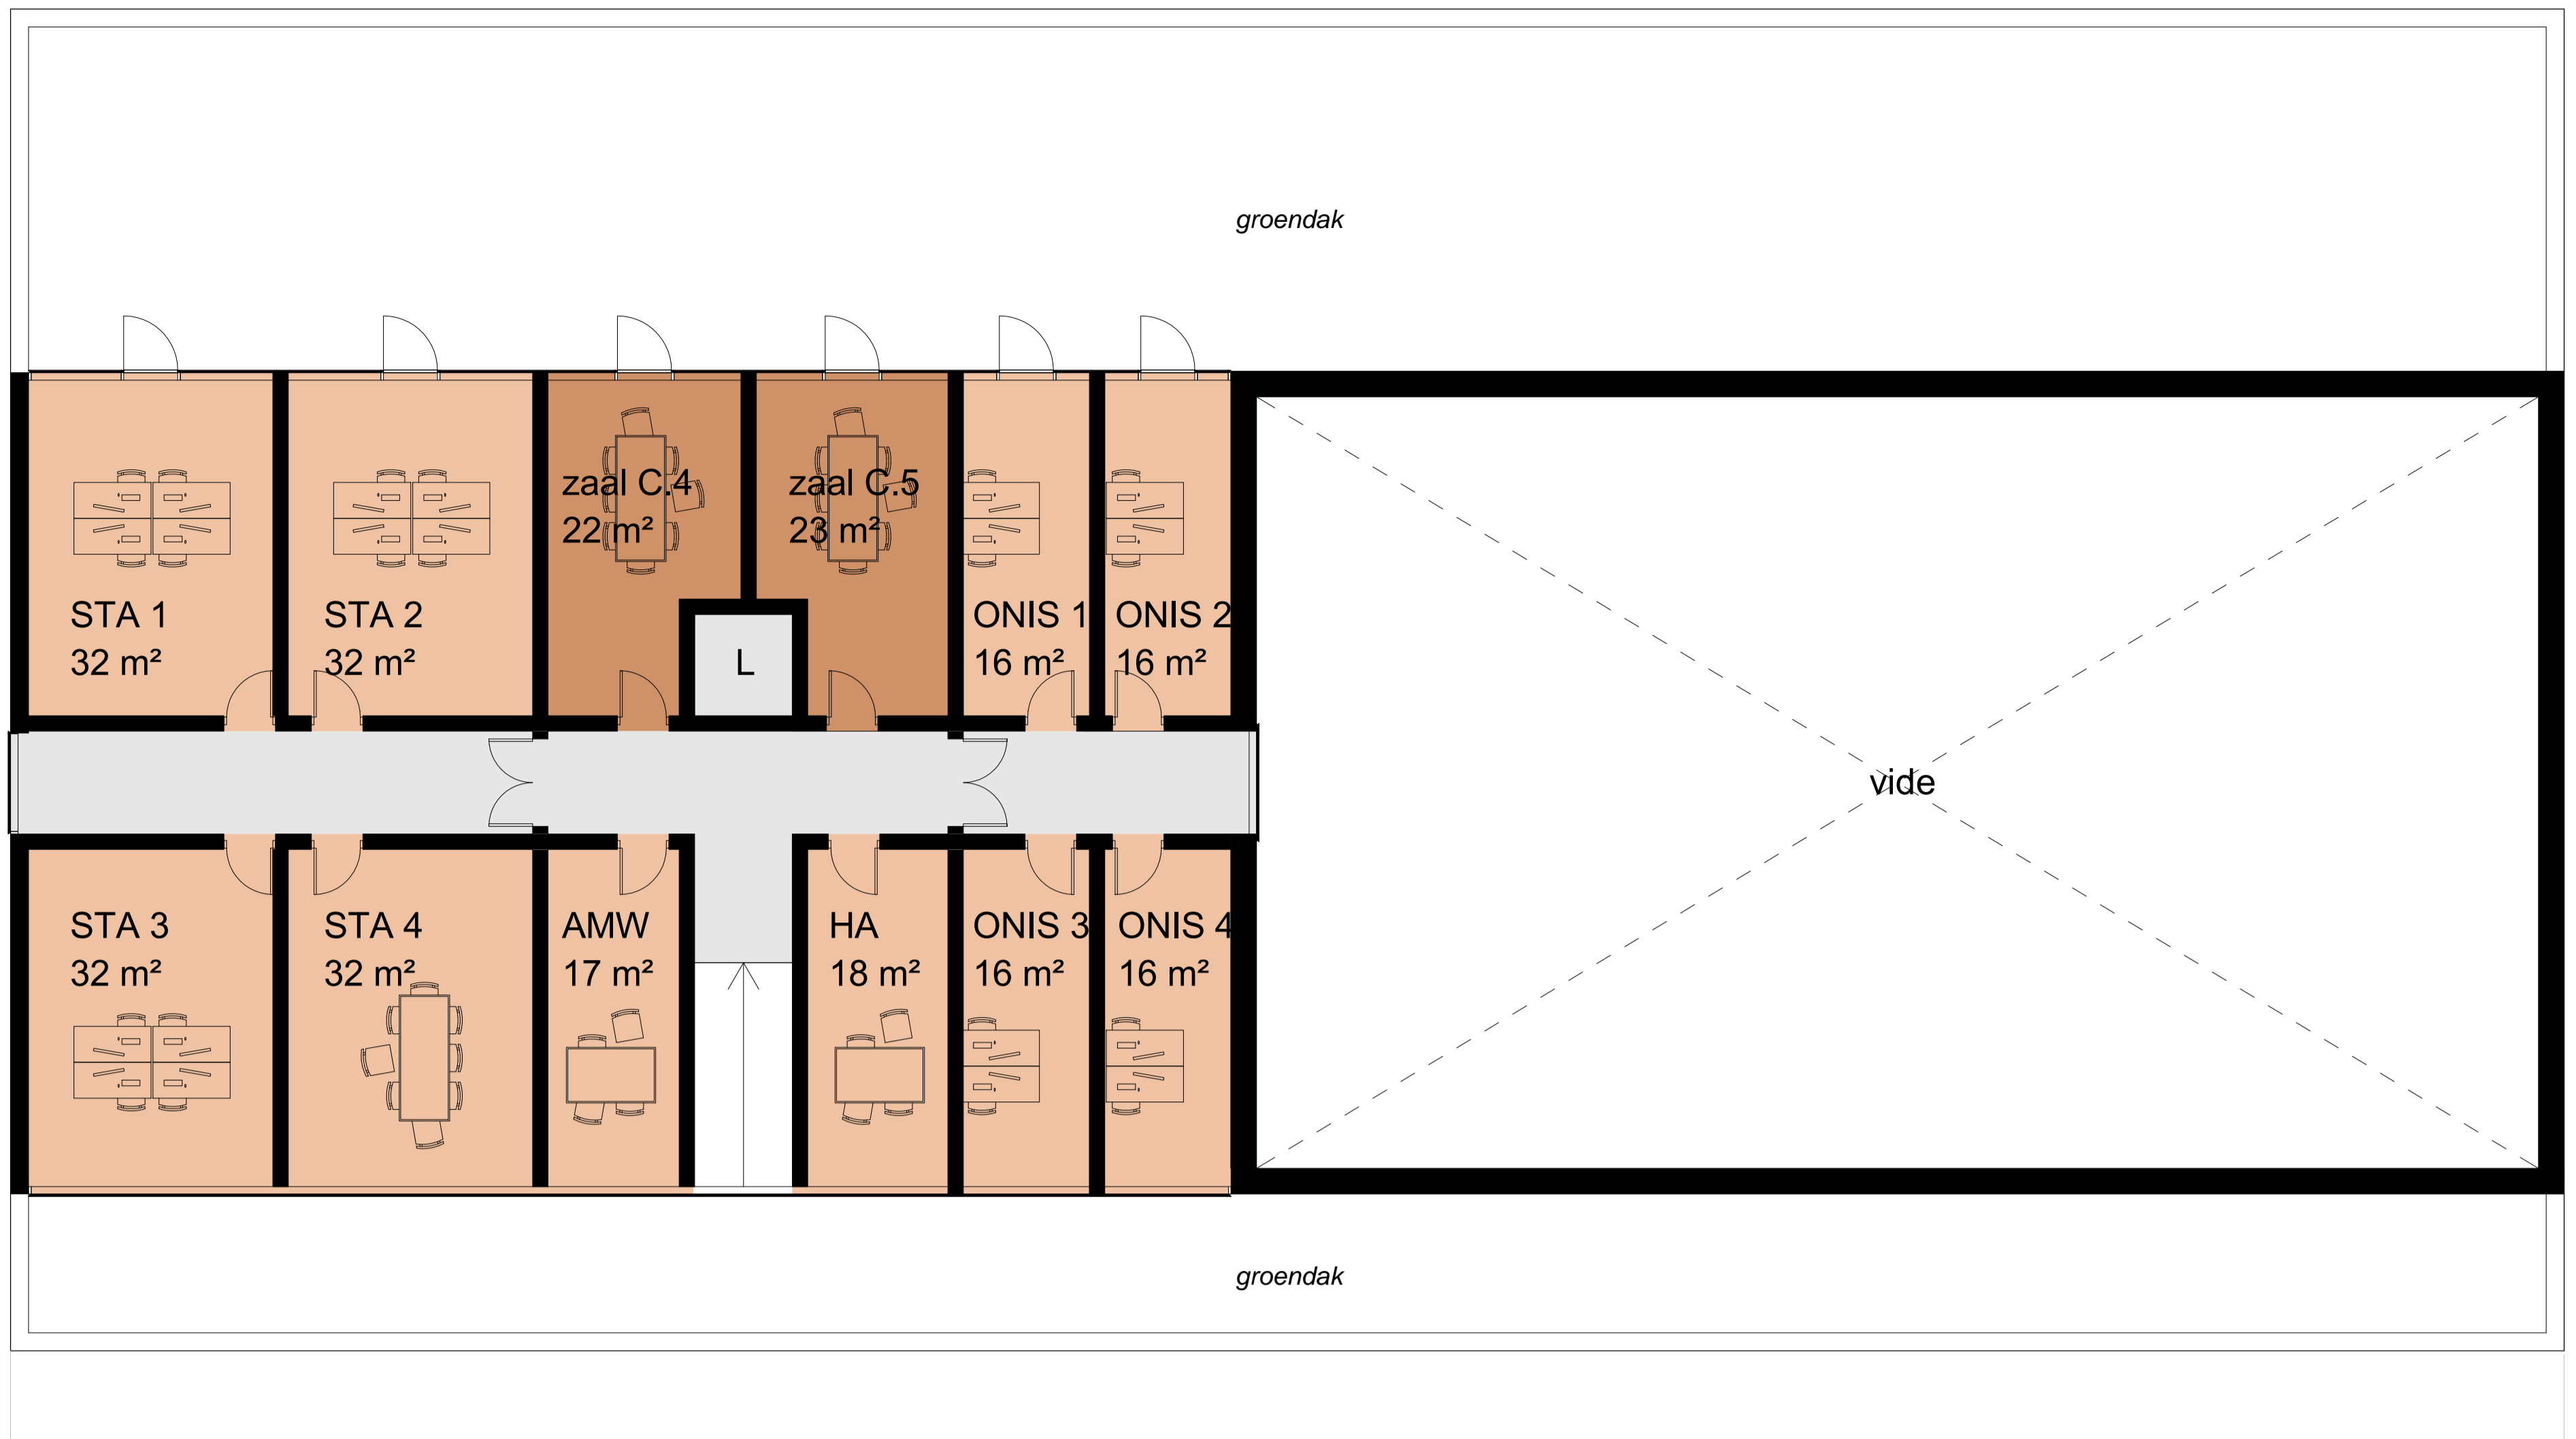 groendak
zaal C.4
22 m²
zaal C.5
23 m²
STA 1
32 m²
STA 2
32 m²
L
ONIS 1
16 m²
ONIS 2
16 m²
vide
STA 3
32 m²
STA 4
32 m²
AMW
17 m²
HA
18 m²
ONIS 3
16 m²
ONIS 4
16 m²
groendak